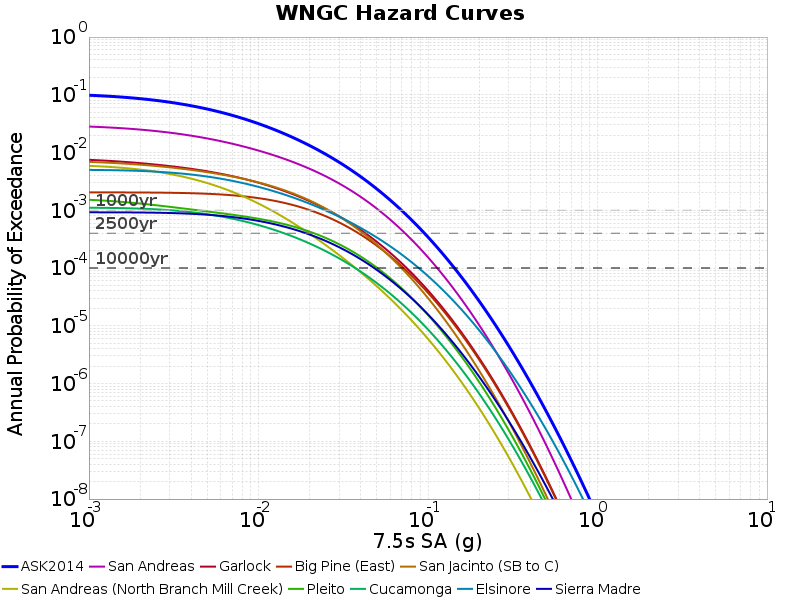 WNGC Hazard Curves
Annual Probability of Exceedance
10^0
10^-1
10^-2
10^-3
10^-4
10^-5
10^-6
10^-7
10^-8
1000yr
2500yr
10000yr
10^-3 10^-2 10^-1 10^0 10^1
7.5s SA (g)
ASK2014 San Andreas Garlock Big Pine (East) San Jacinto (SB to C)
San Andreas (North Branch Mill Creek) Pleito Cucamonga Elsinore Sierra Madre